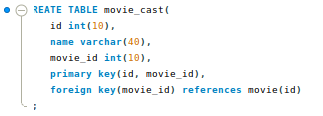 REATE TABLE movie_cast(
id int(10),
name varchar(40),
movie_id int(10),
primary key(id, movie_id),
foreign key(movie_id) references movie(id)
;